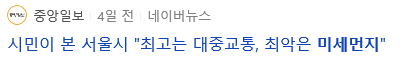 중앙일보 4일 전 네이버뉴스
시민이 본 서울시 "최고는 대중교통, 최악은 미세먼지"